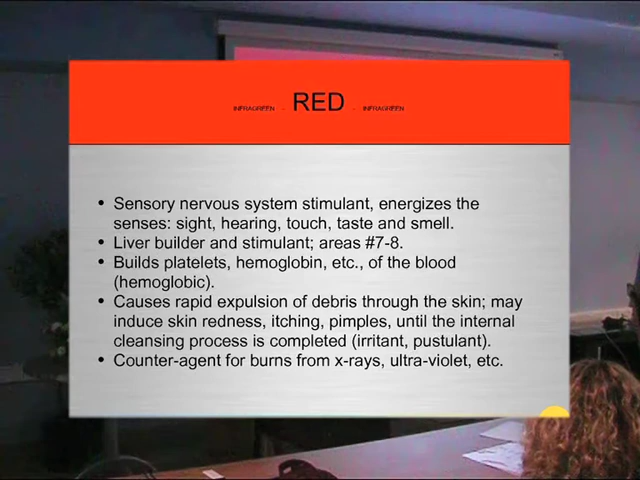 INFRAGREEN - RED - INFRAGREEN
• Sensory nervous system stimulant, energizes the
senses: sight, hearing, touch, taste and smell.
• Liver builder and stimulant; areas #7-8.
• Builds platelets, hemoglobin, etc., of the blood
(hemoglobic).
• Causes rapid expulsion of debris through the skin; may
induce skin redness, itching, pimples, until the internal
cleansing process is completed (irritant, pustulant).
• Counter-agent for burns from x-rays, ultra-violet, etc.